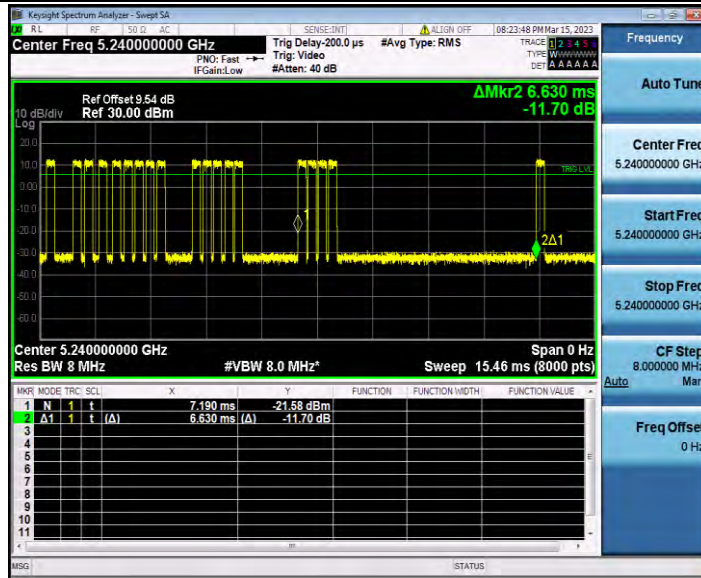 Keysight Spectrum Analyzer - Swept SA
RL RF 50 Ω AC SENSE:INT ALIGN OFF 08:23:48 PM Mar 15, 2023
Center Freq 5.240000000 GHz
PNO: Fast
IFGain:Low
Trig Delay-200.0 µs
Trig: Video
#Atten: 40 dB
#Avg Type: RMS
TRACE 1 2 3 4 5 6
TYPE WWWWWW
DET A A A A A A
Frequency
Ref Offset 9.54 dB
Ref 30.00 dBm
10 dB/div
Log
ΔMkr2 6.630 ms
-11.70 dB
20.0
10.0
0.00
-10.0
-20.0
-30.0
-40.0
-50.0
-60.0
TRIG LVL
1
2Δ1
Center 5.240000000 GHz
Span 0 Hz
Res BW 8 MHz
#VBW 8.0 MHz*
Sweep 15.46 ms (8000 pts)
MKR MODE TRC SCL X Y FUNCTION FUNCTION WIDTH FUNCTION VALUE
1 N 1 t 7.190 ms -21.58 dBm
2 Δ1 1 t (Δ) 6.630 ms (Δ) -11.70 dB
3
4
5
6
7
8
9
10
11
Auto Tune
Center Freq
5.240000000 GHz
Start Freq
5.240000000 GHz
Stop Freq
5.240000000 GHz
CF Step
8.000000 MHz
Auto Man
Freq Offset
0 Hz
MSG
STATUS